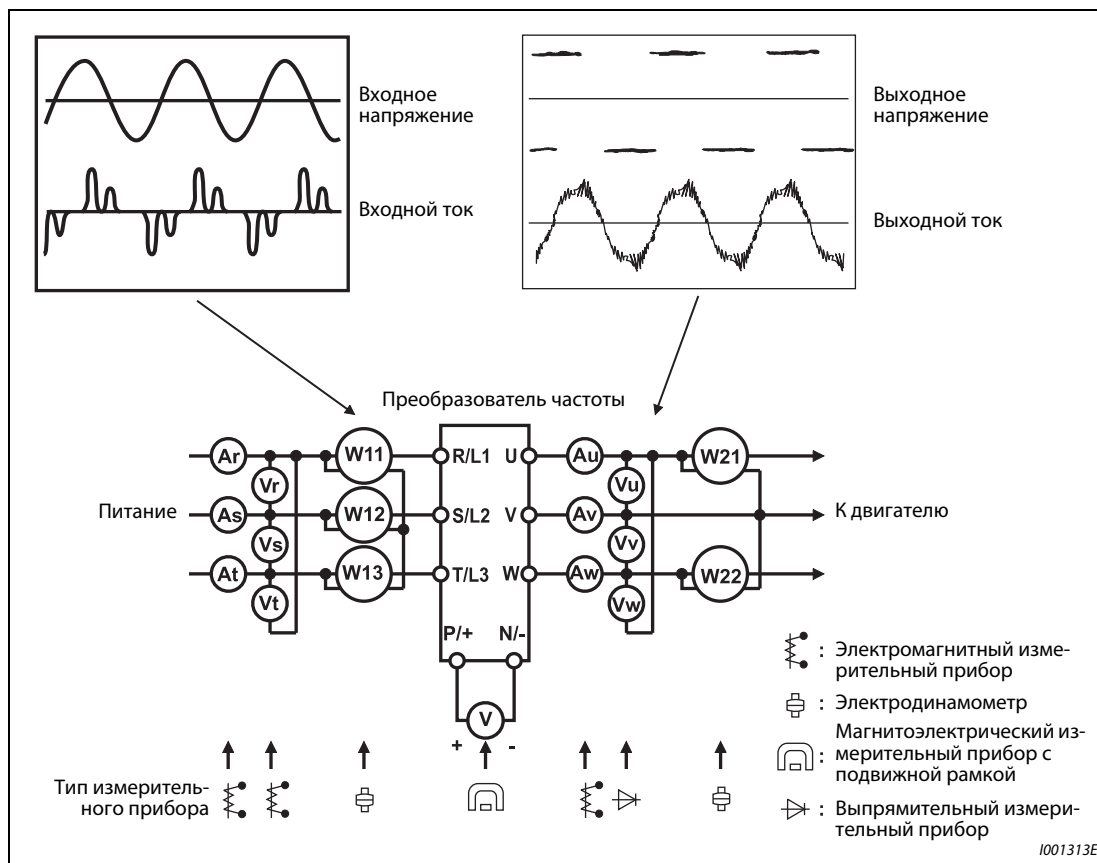 Входное
напряжение
Входной ток
Выходное
напряжение
Выходной ток
Преобразователь частоты
Питание
Ar
As
At
Vr
Vs
Vt
W11
W12
W13
R/L1
S/L2
T/L3
U
V
W
P/+
N/-
V
+
-
Au
Av
Aw
Vu
Vv
Vw
W21
W22
К двигателю
: Электромагнитный изме-
рительный прибор
: Электродинамометр
: Магнитоэлектрический из-
мерительный прибор с
подвижной рамкой
: Выпрямительный измери-
тельный прибор
Тип измеритель-
ного прибора
I001313E